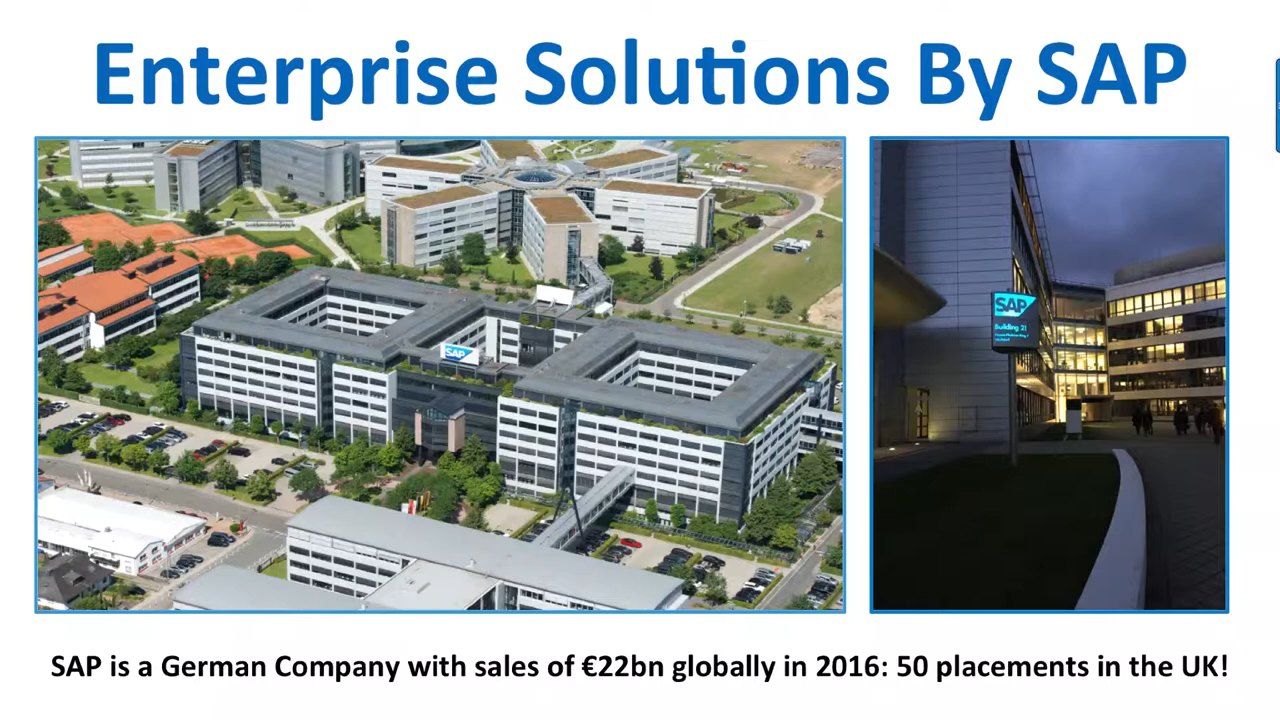 Enterprise Solutions By SAP
SAP
SAP
Building 21
SAP is a German Company with sales of €22bn globally in 2016: 50 placements in the UK!